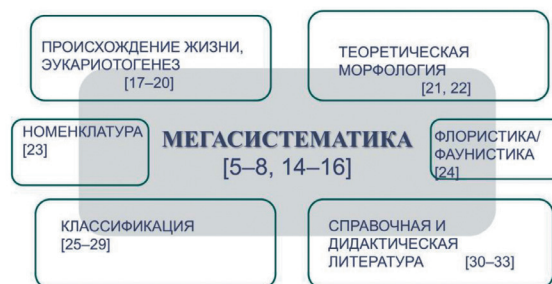 ПРОИСХОЖДЕНИЕ ЖИЗНИ,
ЭУКАРИОТОГЕНЕЗ
[17–20]
ТЕОРЕТИЧЕСКАЯ
МОРФОЛОГИЯ
[21, 22]
НОМЕНКЛАТУРА
[23]
МЕГАСИСТЕМАТИКА
[5–8, 14–16]
ФЛОРИСТИКА/
ФАУНИСТИКА
[24]
КЛАССИФИКАЦИЯ
[25–29]
СПРАВОЧНАЯ И
ДИДАКТИЧЕСКАЯ
ЛИТЕРАТУРА [30–33]